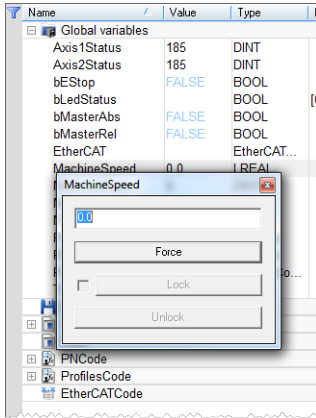 Name / Value Type
Global variables
Axis1Status 185 DINT
Axis2Status 185 DINT
bEStop FALSE BOOL
bLedStatus BOOL
bMasterAbs FALSE BOOL
bMasterRel FALSE BOOL
EtherCAT EtherCAT...
MachineSpeed 0.0 LREAL
MachineSpeed
0.0
Force
Lock
Unlock
PNCode
ProfilesCode
EtherCATCode